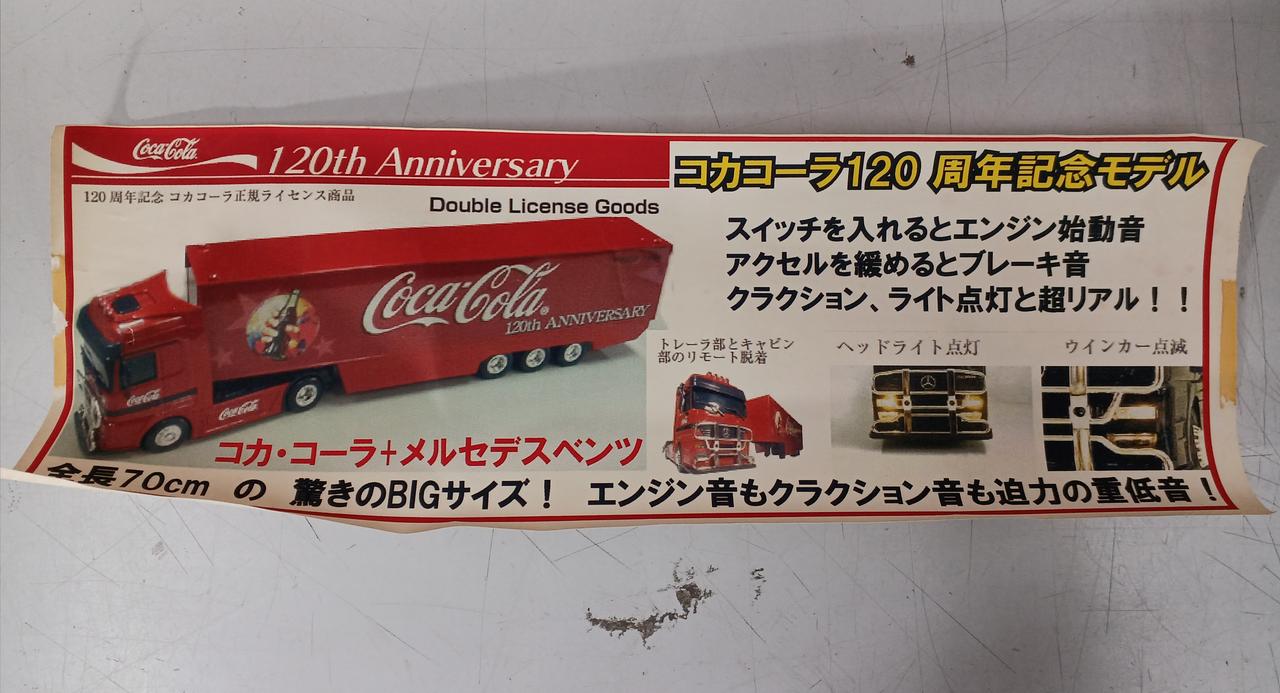 Coca-Cola
120th Anniversary
コカコーラ120 周年記念モデル
120 周年記念 コカコーラ正規ライセンス商品
Double License Goods
スイッチを入れるとエンジン始動音
アクセルを緩めるとブレーキ音
クラクション、ライト点灯と超リアル！！
Coca-Cola®
120th ANNIVERSARY
Coca-Cola
Coca-Cola
トレーラ部とキャビン
部のリモート脱着
ヘッドライト点灯
ウインカー点滅
コカ・コーラ+メルセデスベンツ
全長70cm の 驚きのBIGサイズ！ エンジン音もクラクション音も迫力の重低音！